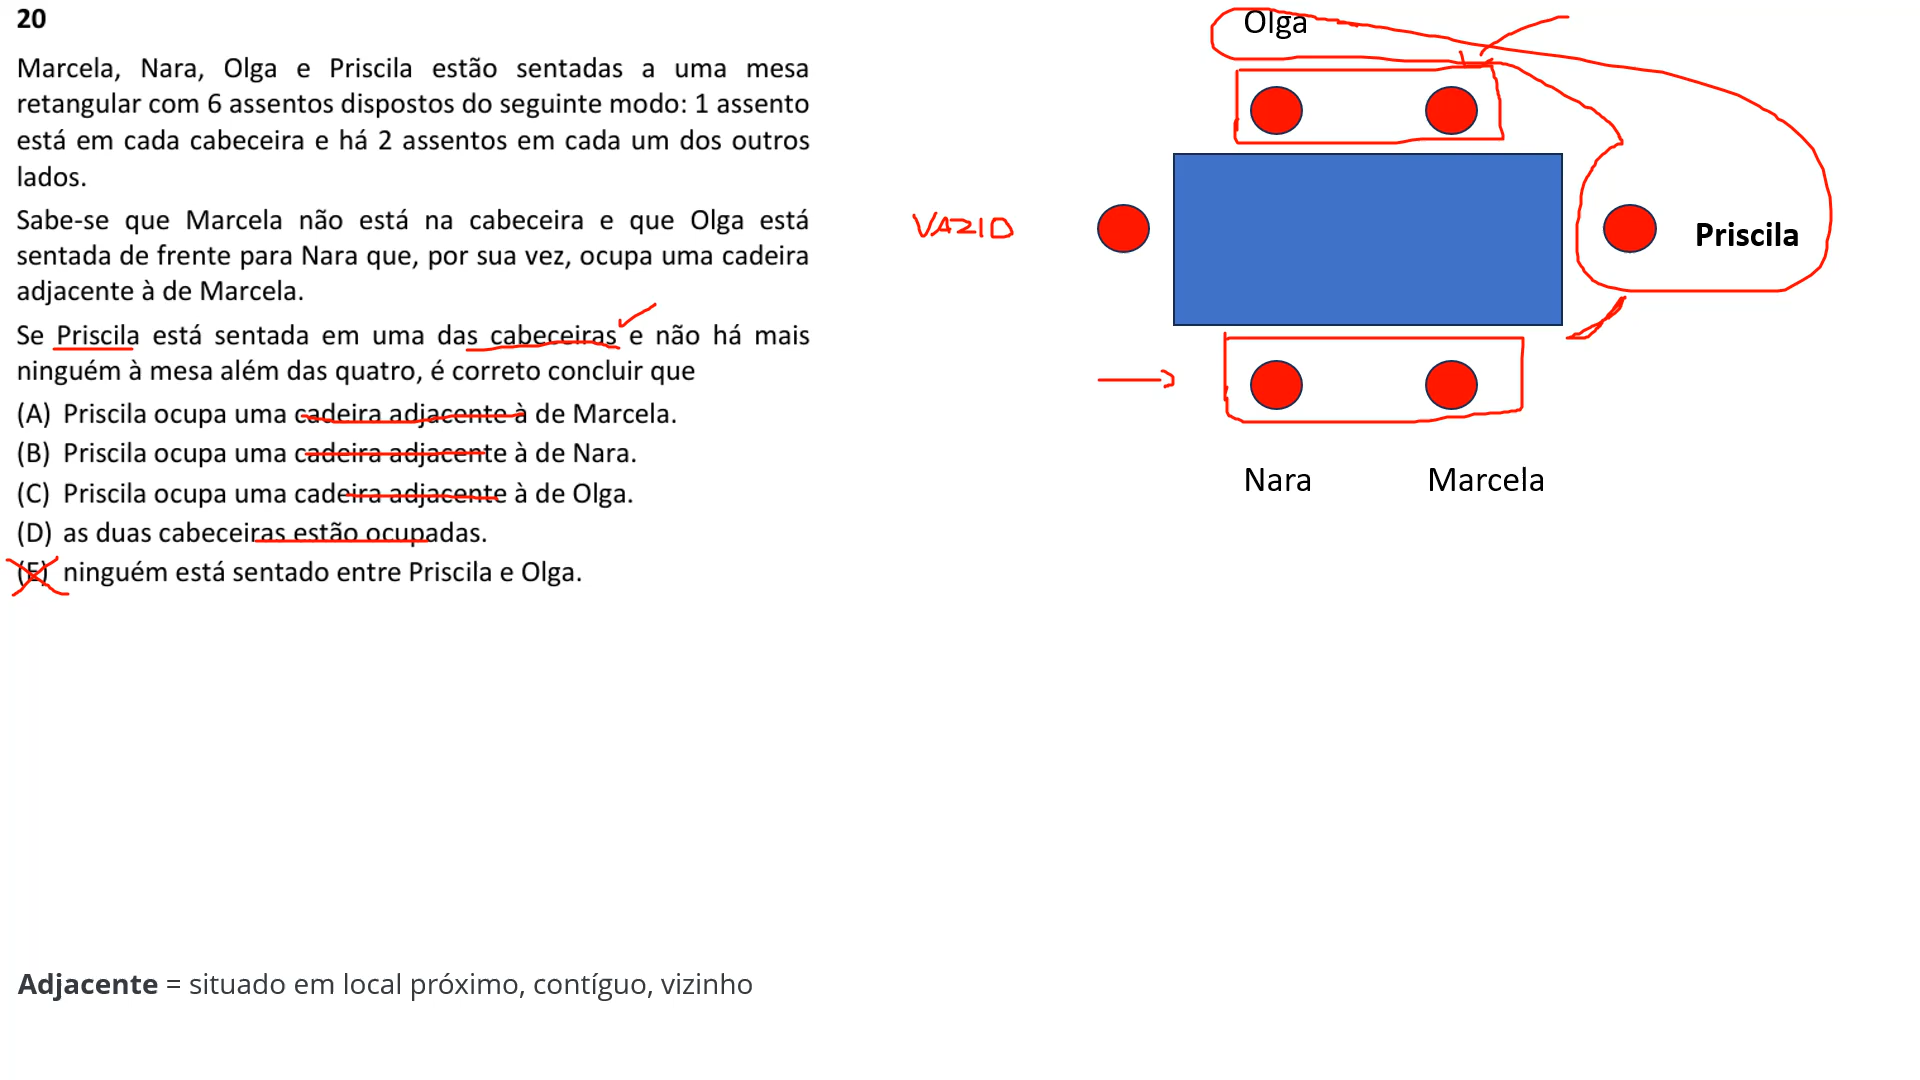 20
Marcela, Nara, Olga e Priscila estão sentadas a uma mesa
retangular com 6 assentos dispostos do seguinte modo: 1 assento
está em cada cabeceira e há 2 assentos em cada um dos outros
lados.
Sabe-se que Marcela não está na cabeceira e que Olga está
sentada de frente para Nara que, por sua vez, ocupa uma cadeira
adjacente à de Marcela.
Se Priscila está sentada em uma das cabeceiras e não há mais
ninguém à mesa além das quatro, é correto concluir que
(A) Priscila ocupa uma cadeira adjacente à de Marcela.
(B) Priscila ocupa uma cadeira adjacente à de Nara.
(C) Priscila ocupa uma cadeira adjacente à de Olga.
(D) as duas cabeceiras estão ocupadas.
(E) ninguém está sentado entre Priscila e Olga.
Adjacente = situado em local próximo, contíguo, vizinho
Olga
VAZIO
Priscila
Nara Marcela